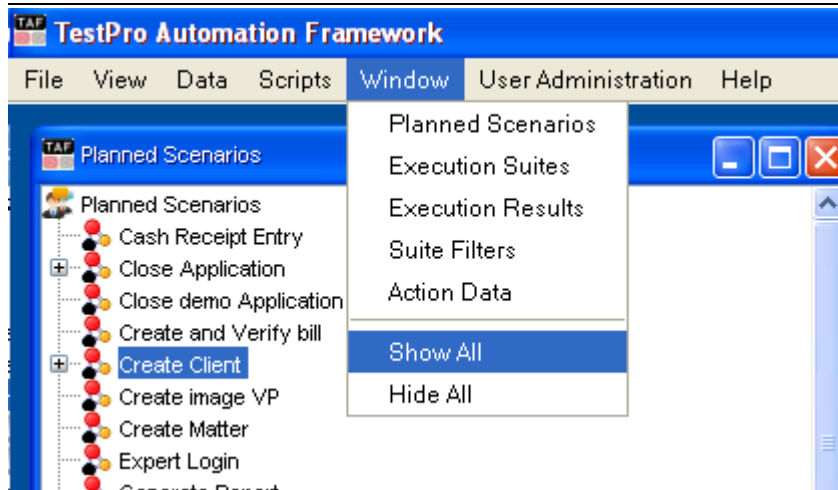 TAF TestPro Automation Framework
File View Data Scripts Window User Administration Help
Planned Scenarios
Execution Suites
Execution Results
Suite Filters
Action Data
Show All
Hide All
TAF Planned Scenarios
Planned Scenarios
Cash Receipt Entry
Close Application
Close demo Application
Create and Verify bill
Create Client
Create image VP
Create Matter
Expert Login